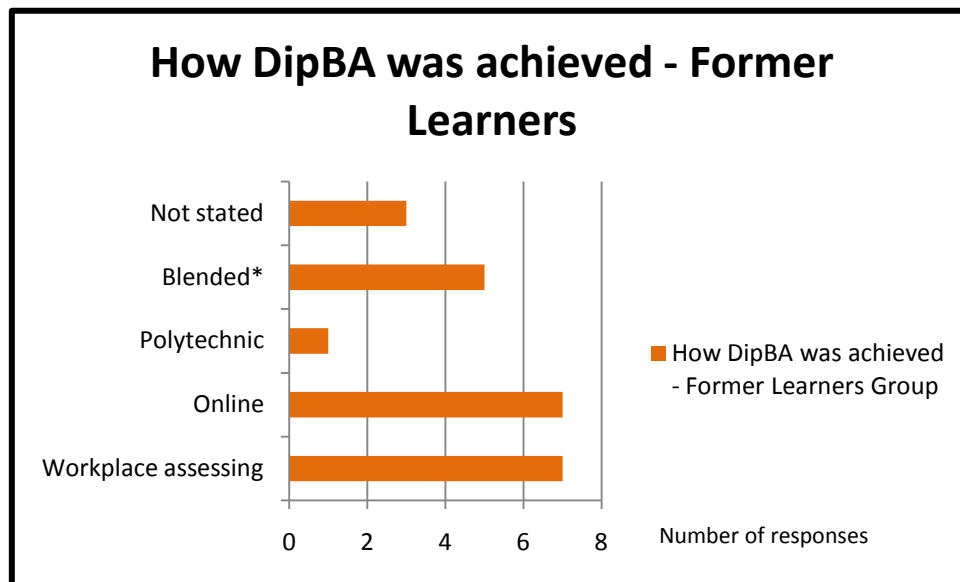 How DipBA was achieved - Former
Learners
Not stated
Blended*
Polytechnic
Online
Workplace assessing
0 2 4 6 8
Number of responses
How DipBA was achieved
- Former Learners Group